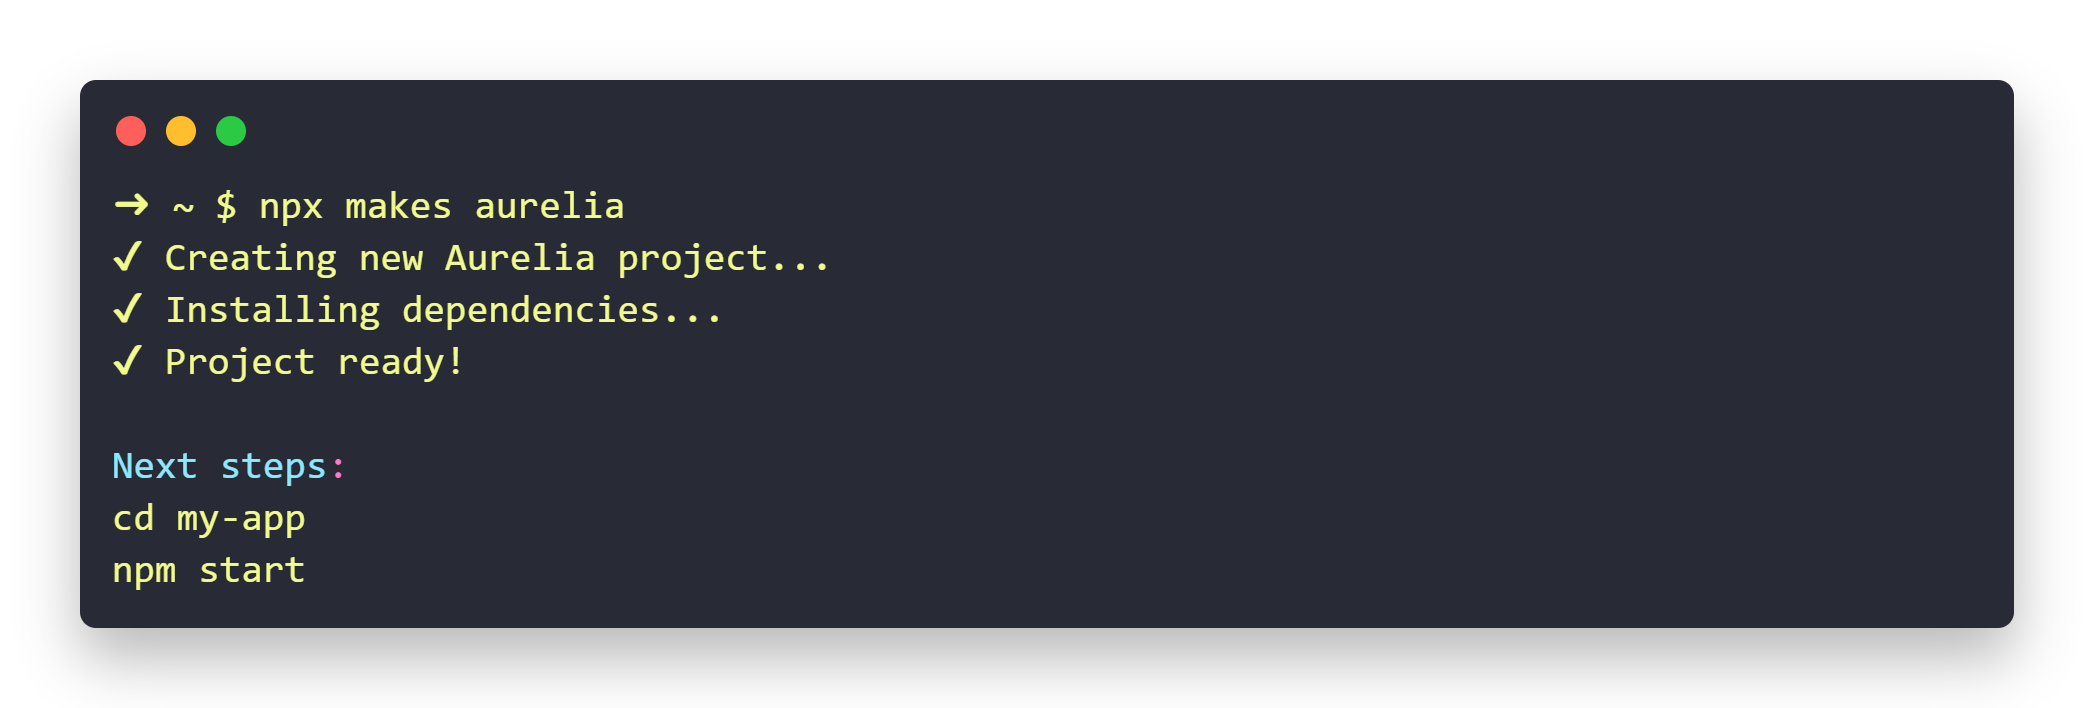 ➜ ~ $ npx makes aurelia
✓ Creating new Aurelia project...
✓ Installing dependencies...
✓ Project ready!
Next steps:
cd my-app
npm start